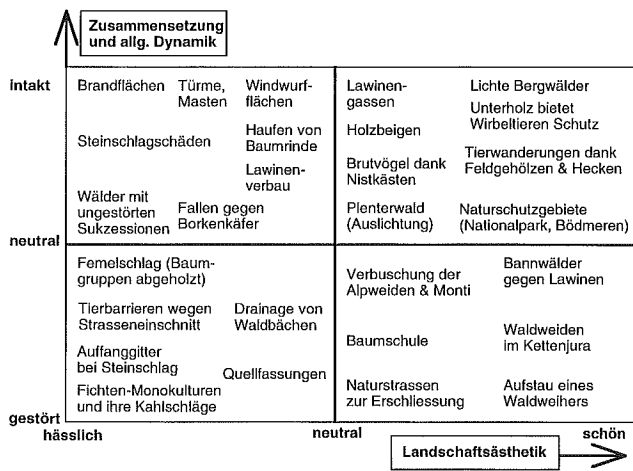 Zusammensetzung
und allg. Dynamik
intakt
Brandflächen
Türme,
Masten
Windwurf-
flächen
Steinschlagschäden
Haufen von
Baumrinde
Lawinen-
verbau
Wälder mit
ungestörten
Sukzessionen
Fallen gegen
Borkenkäfer
Lawinen-
gassen
Lichte Bergwälder
Unterholz bietet
Wirbeltieren Schutz
Holzbeigen
Brutvögel dank
Nistkästen
Tierwanderungen dank
Feldgehölzen & Hecken
Plenterwald
(Auslichtung)
Naturschutzgebiete
(Nationalpark, Bödmeren)
neutral
Femelschlag (Baum-
gruppen abgeholzt)
Tierbarrieren wegen
Strasseneinschnitt
Drainage von
Waldbächen
Auffanggitter
bei Steinschlag
Quellfassungen
Fichten-Monokulturen
und ihre Kahlschläge
Verbuschung der
Alpweiden & Monti
Bannwälder
gegen Lawinen
Baumschule
Waldweiden
im Kettenjura
Naturstrassen
zur Erschliessung
Aufstau eines
Waldweihers
gestört
hässlich
neutral
schön
Landschaftsästhetik